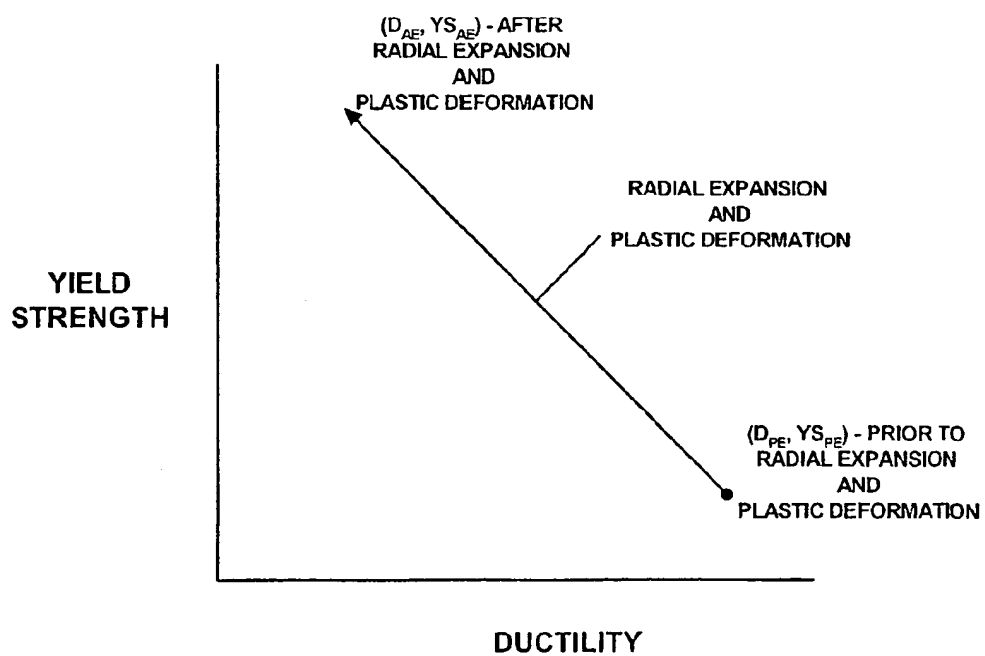 (D_AE, YS_AE) - AFTER
RADIAL EXPANSION
AND
PLASTIC DEFORMATION
RADIAL EXPANSION
AND
PLASTIC DEFORMATION
YIELD
STRENGTH
(D_PE, YS_PE) - PRIOR TO
RADIAL EXPANSION
AND
PLASTIC DEFORMATION
DUCTILITY